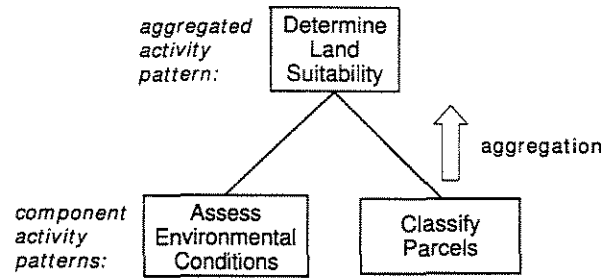 aggregated
activity
pattern:
Determine
Land
Suitability
aggregation
component
activity
patterns:
Assess
Environmental
Conditions
Classify
Parcels